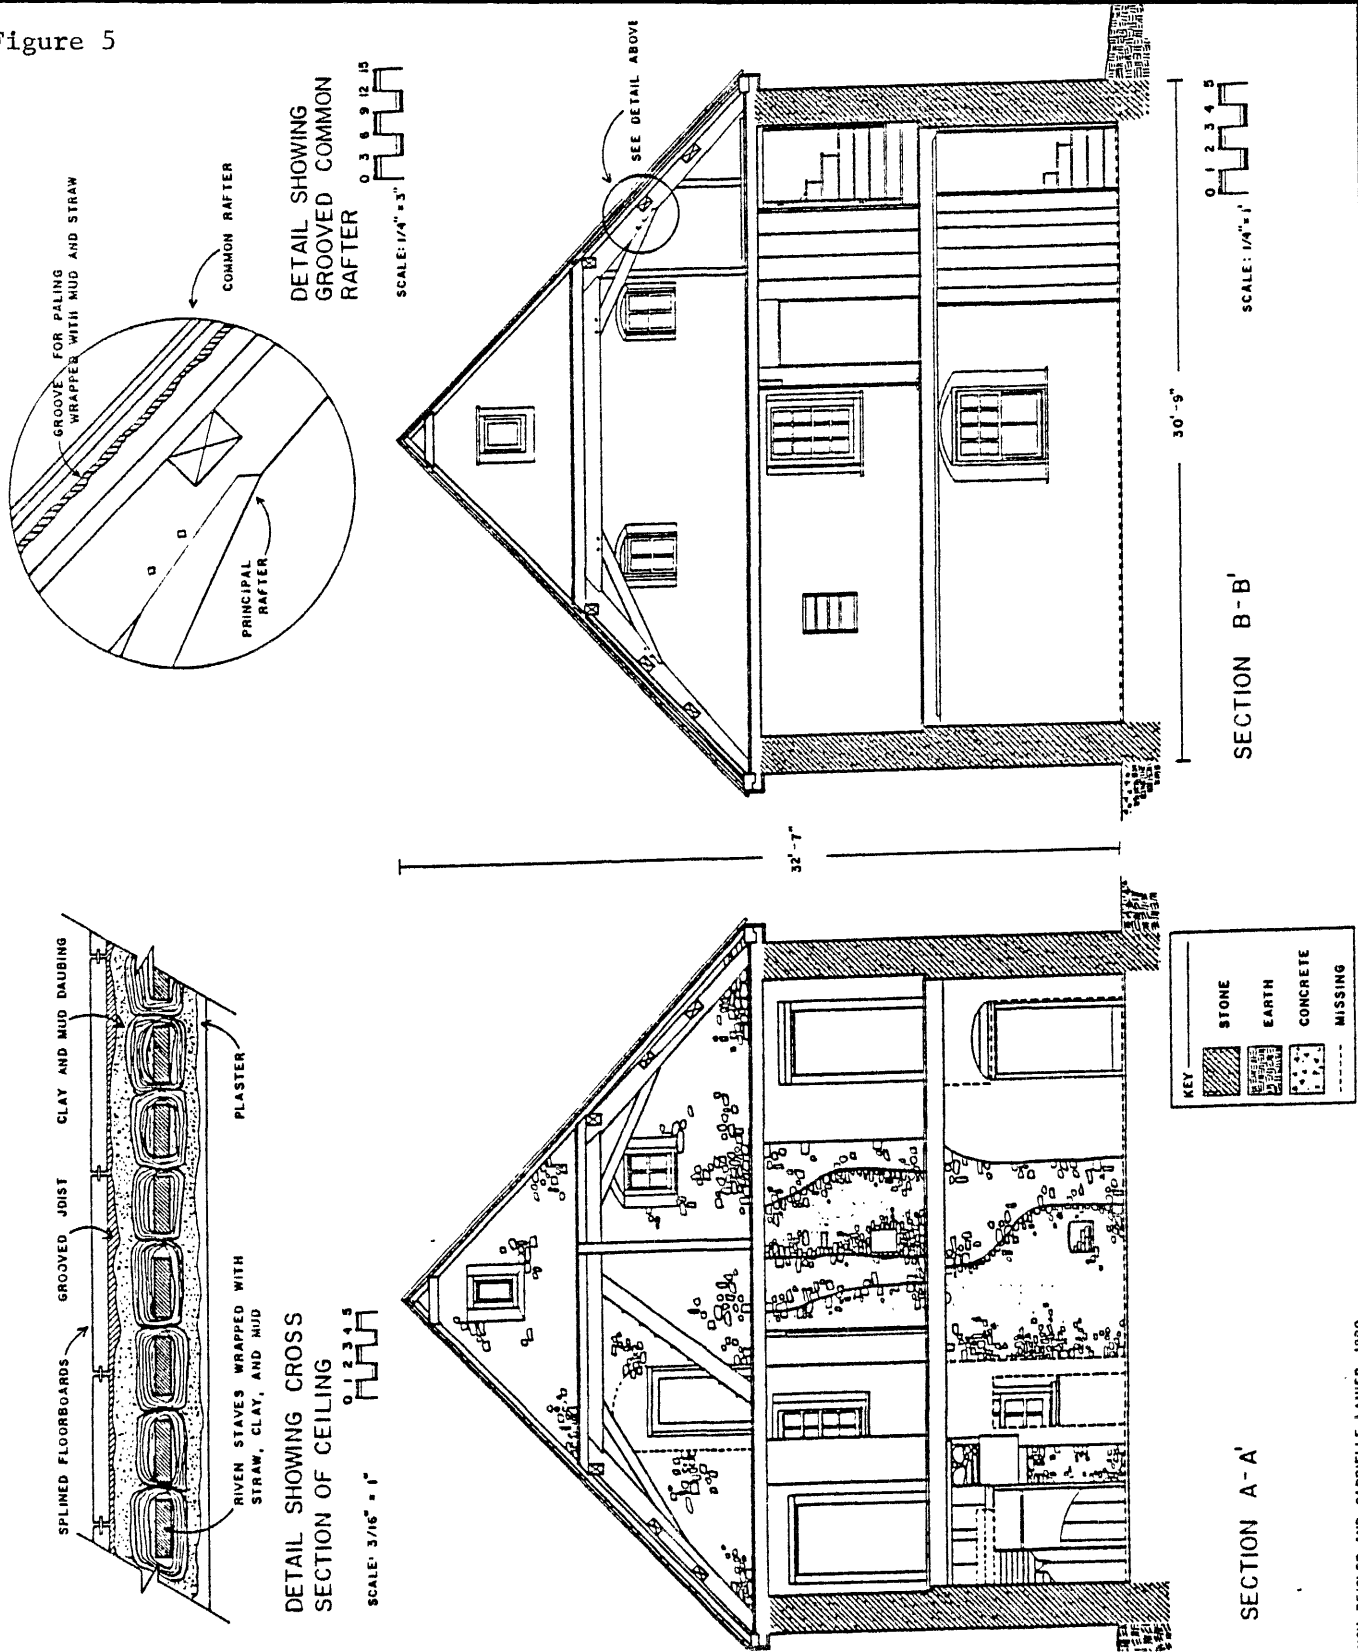 Figure 5
SPLINED FLOORBOARDS
GROOVED JOIST
CLAY AND MUD DAUBING
RIVEN STAVES WRAPPED WITH
STRAW, CLAY, AND MUD
PLASTER
DETAIL SHOWING CROSS
SECTION OF CEILING
SCALE: 3/16" = 1"
0 1 2 3 4 5
GROOVE FOR PALING
WRAPPED WITH MUD AND STRAW
COMMON RAFTER
PRINCIPAL
RAFTER
DETAIL SHOWING
GROOVED COMMON
RAFTER
SCALE: 1/4" = 3"
0 3 6 9 12 15
SEE DETAIL ABOVE
32'-7"
30'-9"
SECTION A-A'
KEY
STONE
EARTH
CONCRETE
MISSING
SECTION B-B'
SCALE: 1/4" = 1'
0 1 2 3 4 5